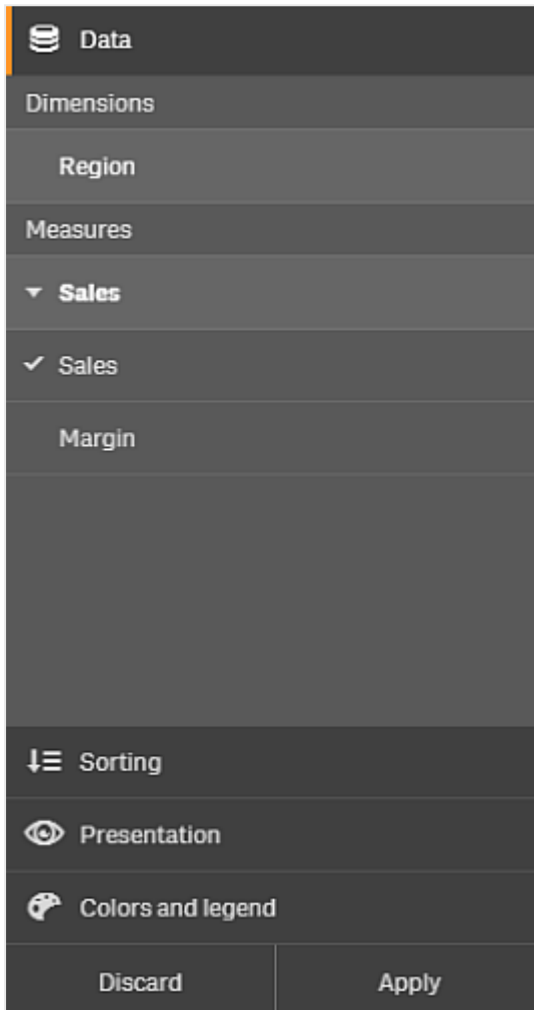 Data
Dimensions
Region
Measures
Sales
Sales
Margin
Sorting
Presentation
Colors and legend
Discard Apply